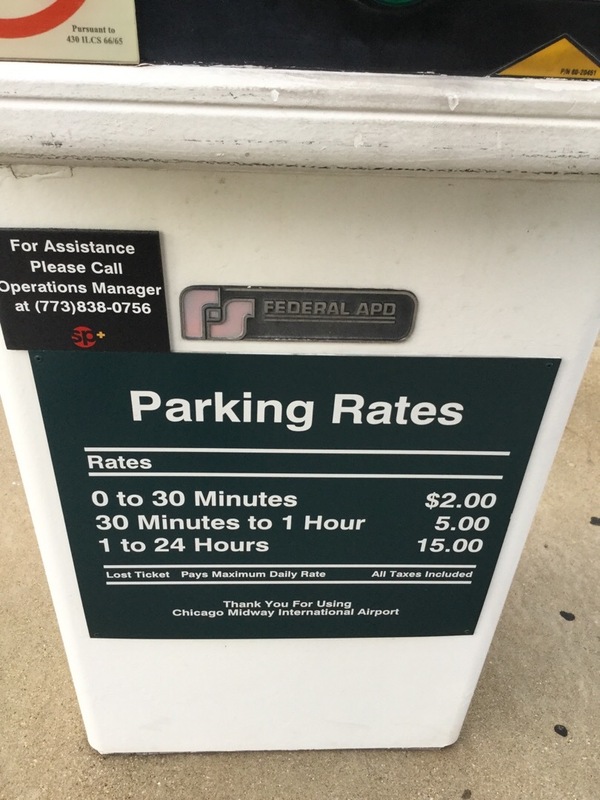 Pursuant to
430 ILCS 66/65
P/N 60-20451
For Assistance
Please Call
Operations Manager
at (773)838-0756
sp+
FEDERAL APD
Parking Rates
Rates
0 to 30 Minutes $2.00
30 Minutes to 1 Hour 5.00
1 to 24 Hours 15.00
Lost Ticket Pays Maximum Daily Rate All Taxes Included
Thank You For Using
Chicago Midway International Airport